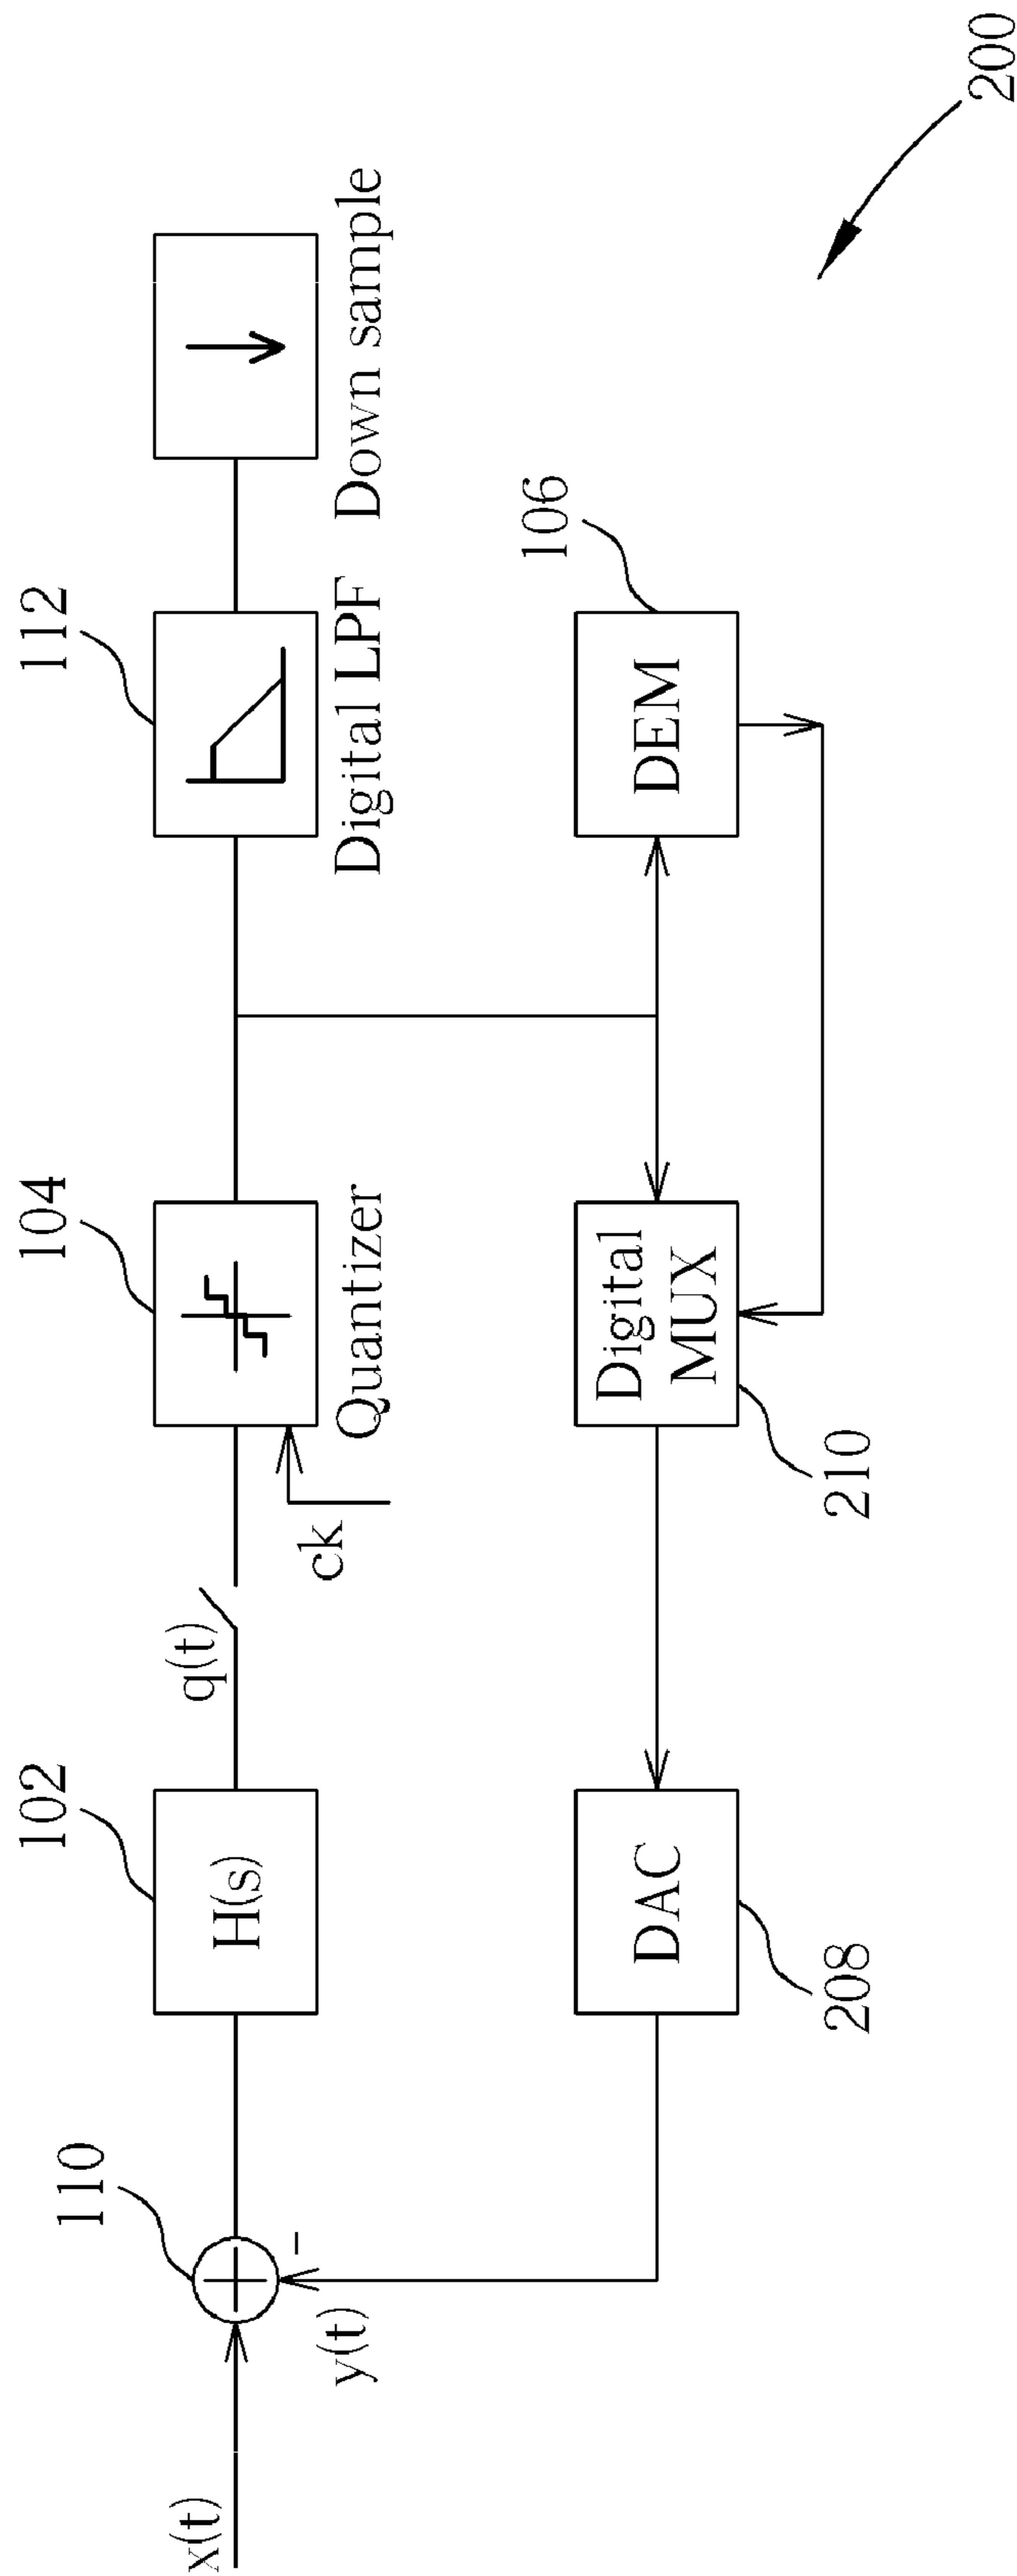 110
102
104
112
x(t)
H(s)
q(t)
ck
Quantizer
Digital LPF
Down sample
y(t)
-
DAC
208
Digital
MUX
210
DEM
106
200